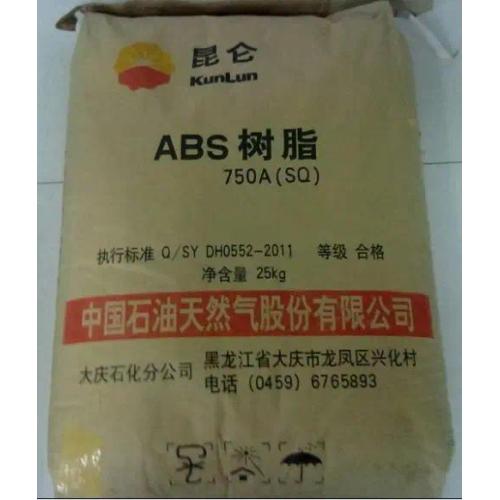 昆仑
KunLun
ABS 树脂
750A(SQ)
执行标准 Q/SY DH0552-2011 等级 合格
净含量 25kg
中国石油天然气股份有限公司
大庆石化分公司
黑龙江省大庆市龙凤区兴化村
电话 (0459) 6765893